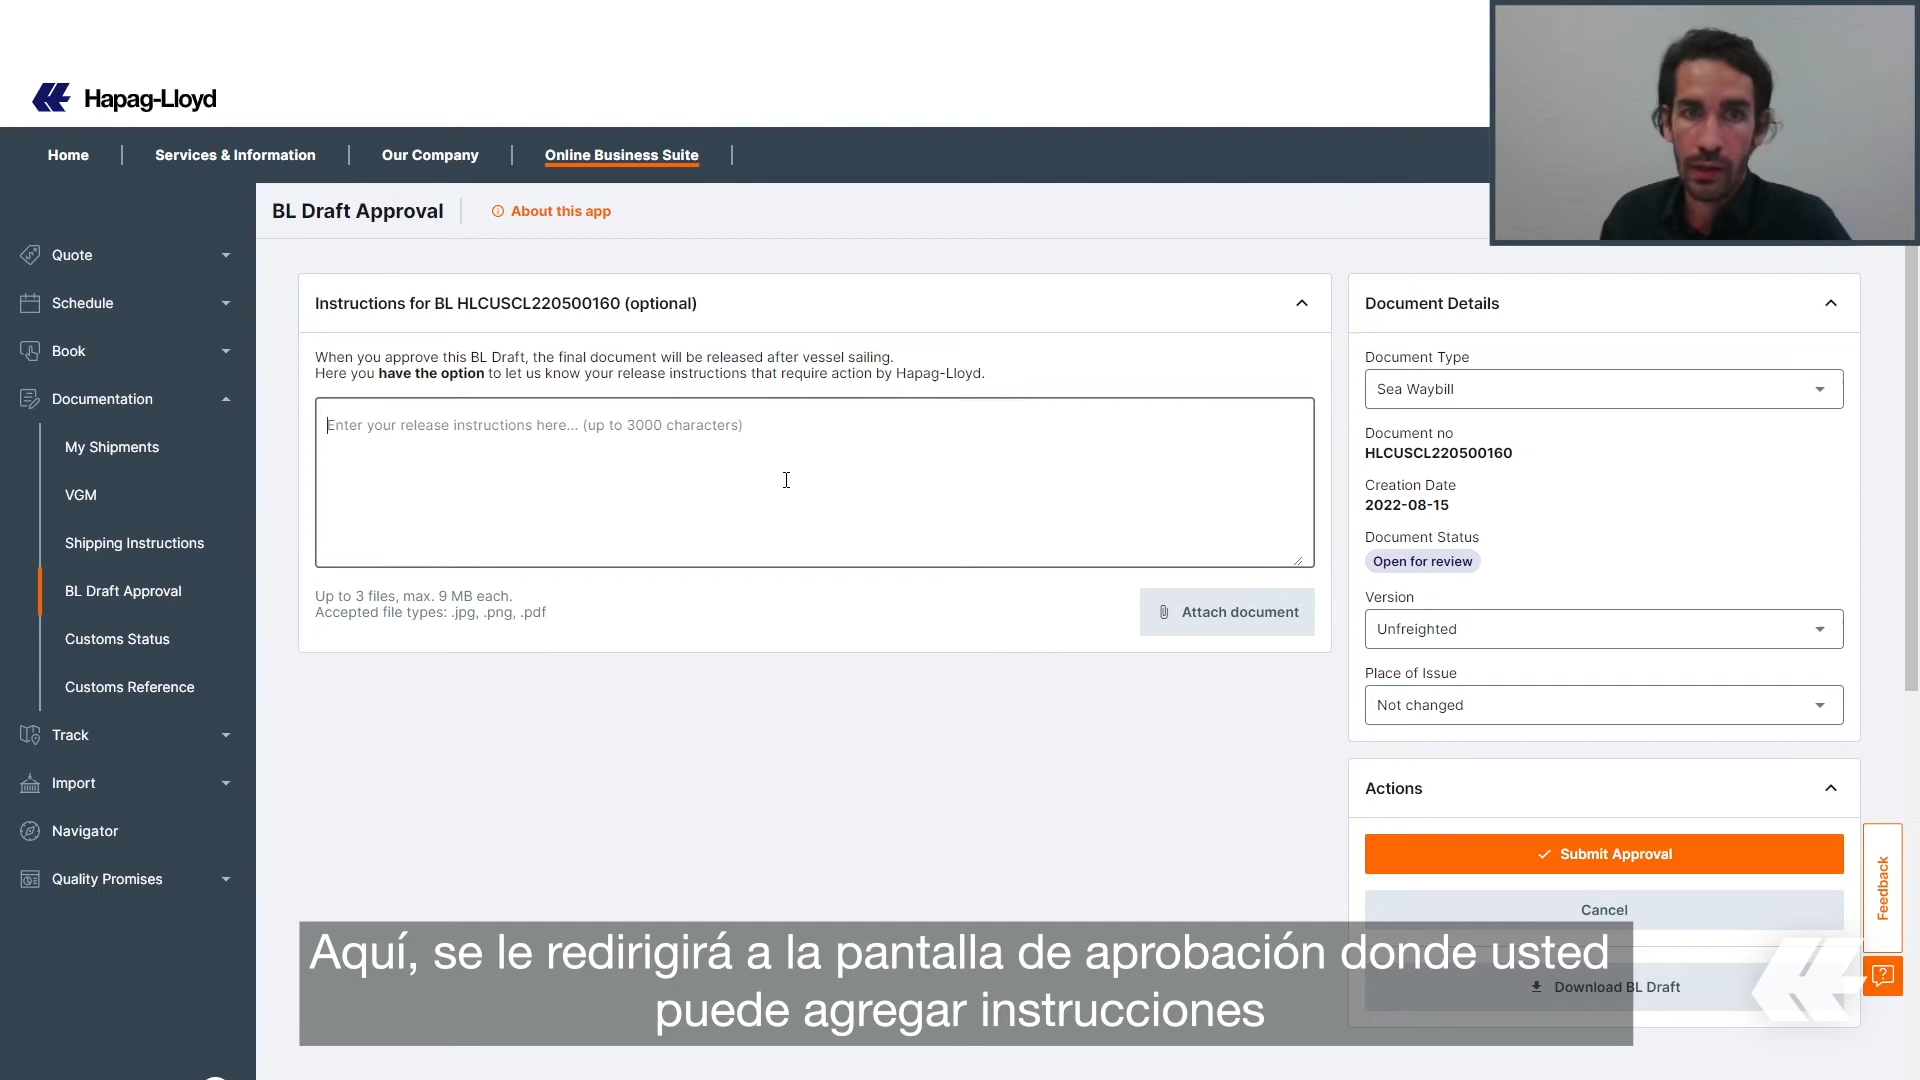 Hapag-Lloyd
Home
Services & Information
Our Company
Online Business Suite
BL Draft Approval
About this app
Quote
Schedule
Book
Documentation
My Shipments
VGM
Shipping Instructions
BL Draft Approval
Customs Status
Customs Reference
Track
Import
Navigator
Quality Promises
Instructions for BL HLCUSCL220500160 (optional)
When you approve this BL Draft, the final document will be released after vessel sailing.
Here you have the option to let us know your release instructions that require action by Hapag-Lloyd.
Enter your release instructions here... (up to 3000 characters)
Up to 3 files, max. 9 MB each.
Accepted file types: .jpg, .png, .pdf
Attach document
Document Details
Document Type
Sea Waybill
Document no
HLCUSCL220500160
Creation Date
2022-08-15
Document Status
Open for review
Version
Unfreighted
Place of Issue
Not changed
Actions
Submit Approval
Cancel
Download BL Draft
Feedback
Aquí, se le redirigirá a la pantalla de aprobación donde usted
puede agregar instrucciones